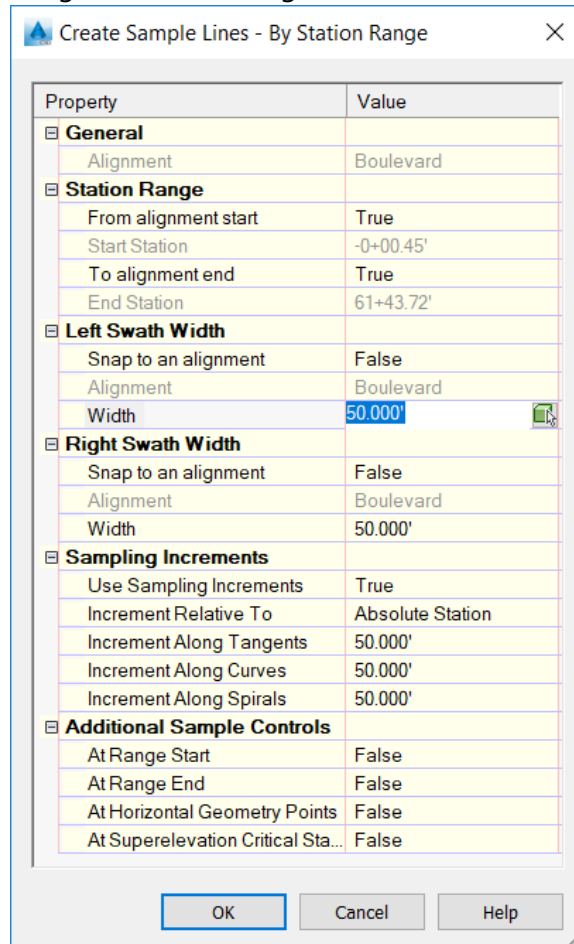 Create Sample Lines - By Station Range
Property Value
General
Alignment Boulevard
Station Range
From alignment start True
Start Station -0+00.45'
To alignment end True
End Station 61+43.72'
Left Swath Width
Snap to an alignment False
Alignment Boulevard
Width 50.000'
Right Swath Width
Snap to an alignment False
Alignment Boulevard
Width 50.000'
Sampling Increments
Use Sampling Increments True
Increment Relative To Absolute Station
Increment Along Tangents 50.000'
Increment Along Curves 50.000'
Increment Along Spirals 50.000'
Additional Sample Controls
At Range Start False
At Range End False
At Horizontal Geometry Points False
At Superelevation Critical Sta... False
OK Cancel Help